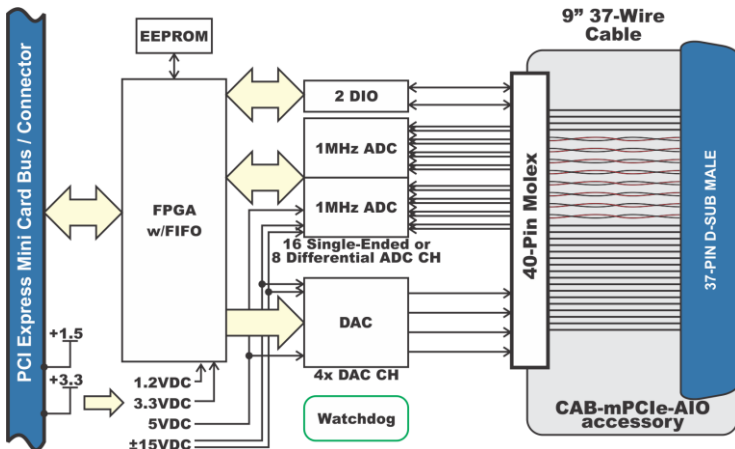 PCI Express Mini Card Bus / Connector
EEPROM
FPGA
w/FIFO
2 DIO
1MHz ADC
1MHz ADC
16 Single-Ended or
8 Differential ADC CH
DAC
4x DAC CH
Watchdog
+1.5
+3.3
1.2VDC
3.3VDC
5VDC
±15VDC
40-Pin Molex
9” 37-Wire
Cable
37-PIN D-SUB MALE
CAB-mPCIe-AIO
accessory